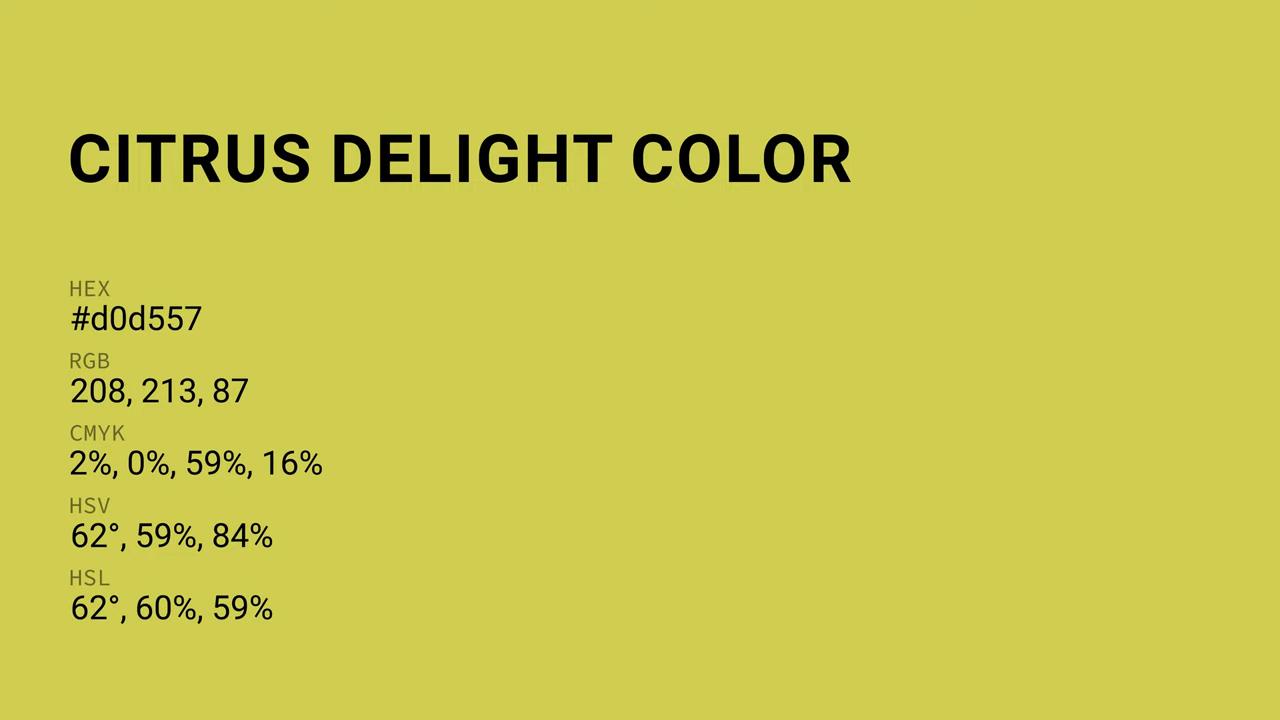 CITRUS DELIGHT COLOR
HEX
#d0d557
RGB
208, 213, 87
CMYK
2%, 0%, 59%, 16%
HSV
62°, 59%, 84%
HSL
62°, 60%, 59%